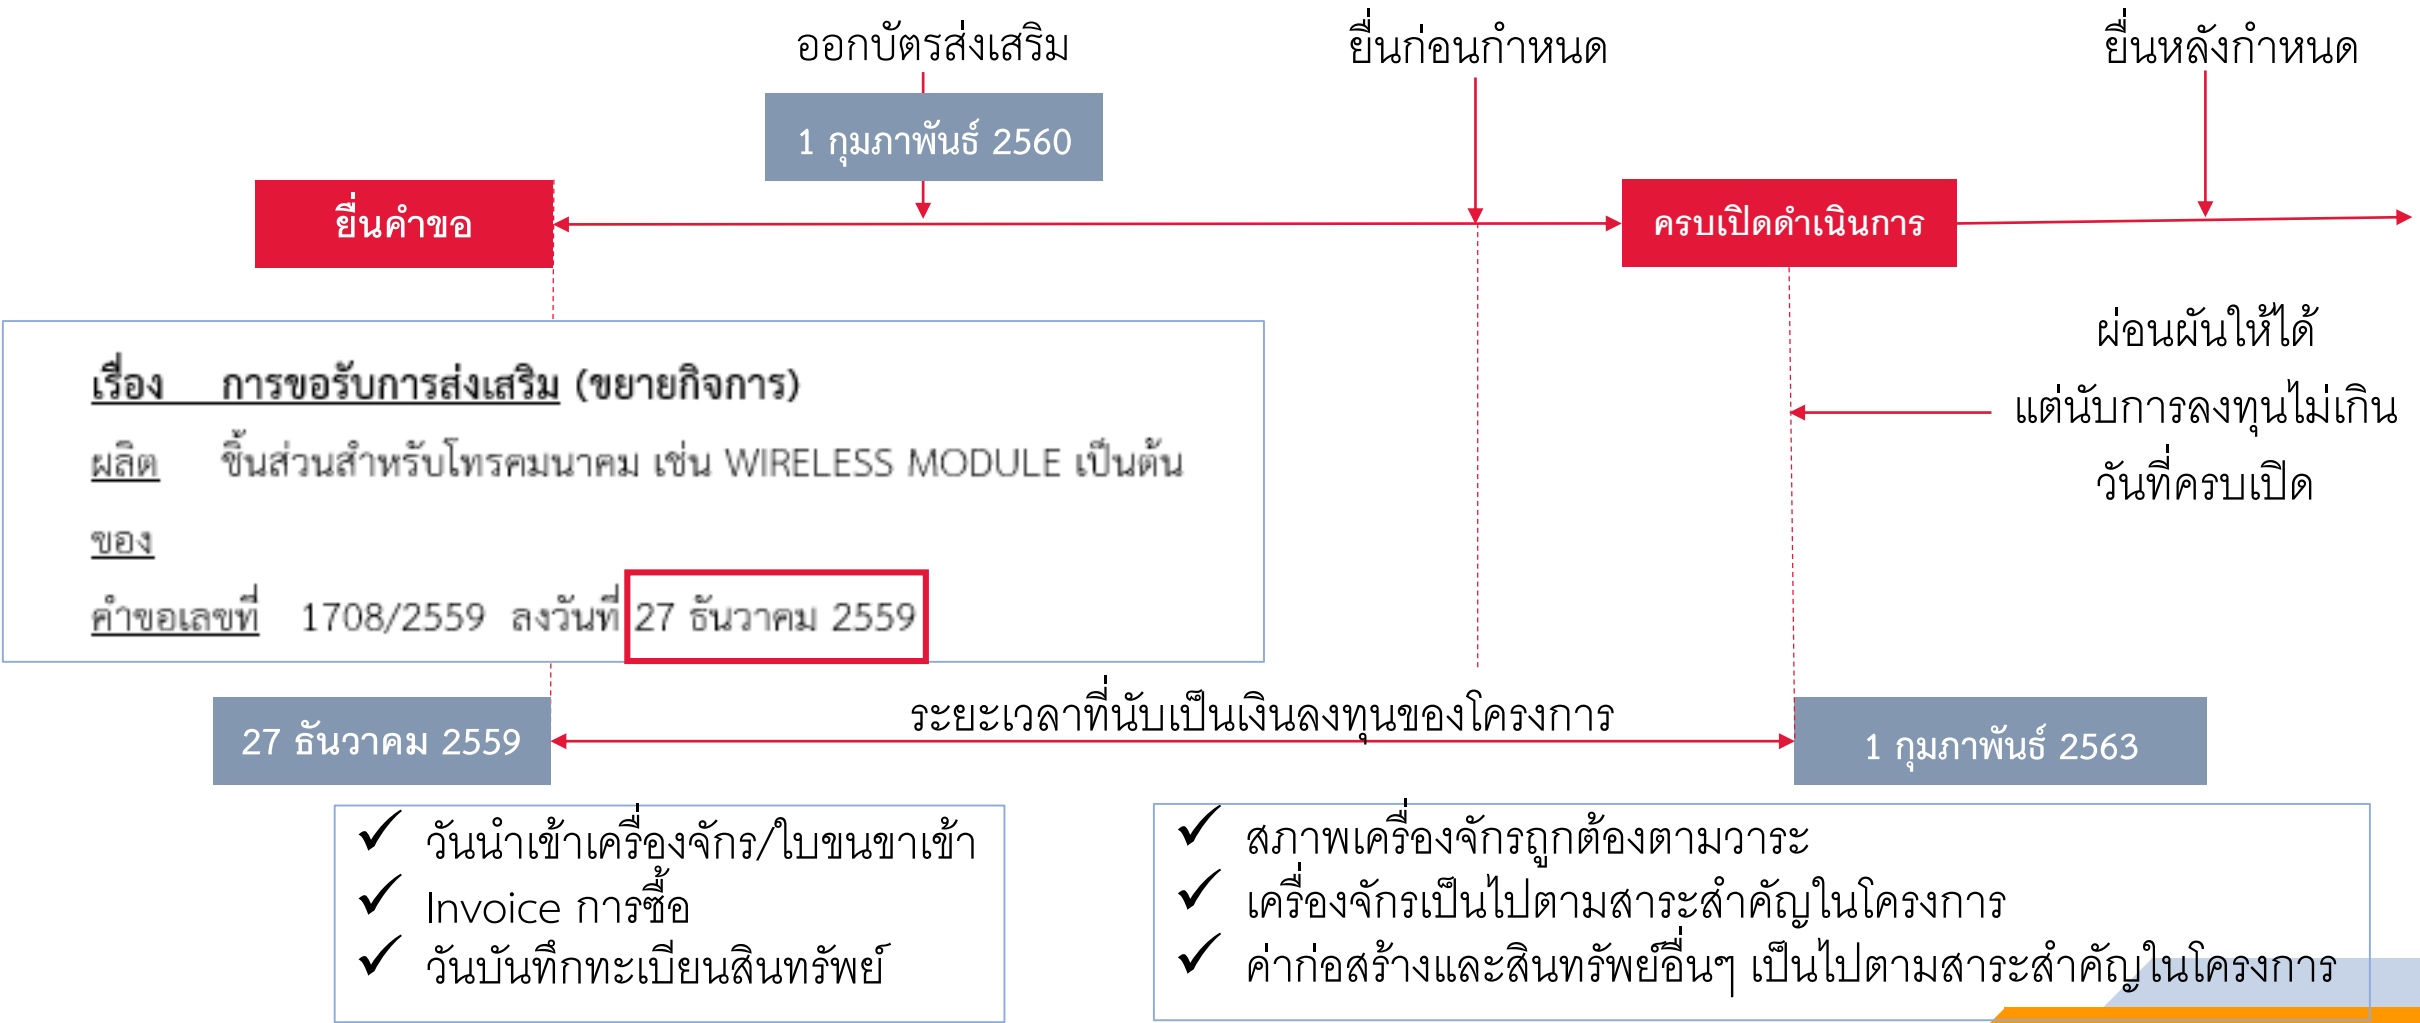 ออกบัตรส่งเสริม
ยื่นก่อนกำหนด
ยื่นหลังกำหนด
1 กุมภาพันธ์ 2560
ยื่นคำขอ
ครบเปิดดำเนินการ
ผ่อนผันให้ได้
แต่นับการลงทุนไม่เกิน
วันที่ครบเปิด
เรื่อง การขอรับการส่งเสริม (ขยายกิจการ)
ผลิต ชิ้นส่วนสำหรับโทรคมนาคม เช่น WIRELESS MODULE เป็นต้น
ของ
คำขอเลขที่ 1708/2559 ลงวันที่ 27 ธันวาคม 2559
ระยะเวลาที่นับเป็นเงินลงทุนของโครงการ
27 ธันวาคม 2559
1 กุมภาพันธ์ 2563
✓ วันนำเข้าเครื่องจักร/ใบขนขาเข้า
✓ Invoice การซื้อ
✓ วันบันทึกทะเบียนสินทรัพย์
✓ สภาพเครื่องจักรถูกต้องตามวาระ
✓ เครื่องจักรเป็นไปตามสาระสำคัญในโครงการ
✓ ค่าก่อสร้างและสินทรัพย์อื่นๆ เป็นไปตามสาระสำคัญในโครงการ